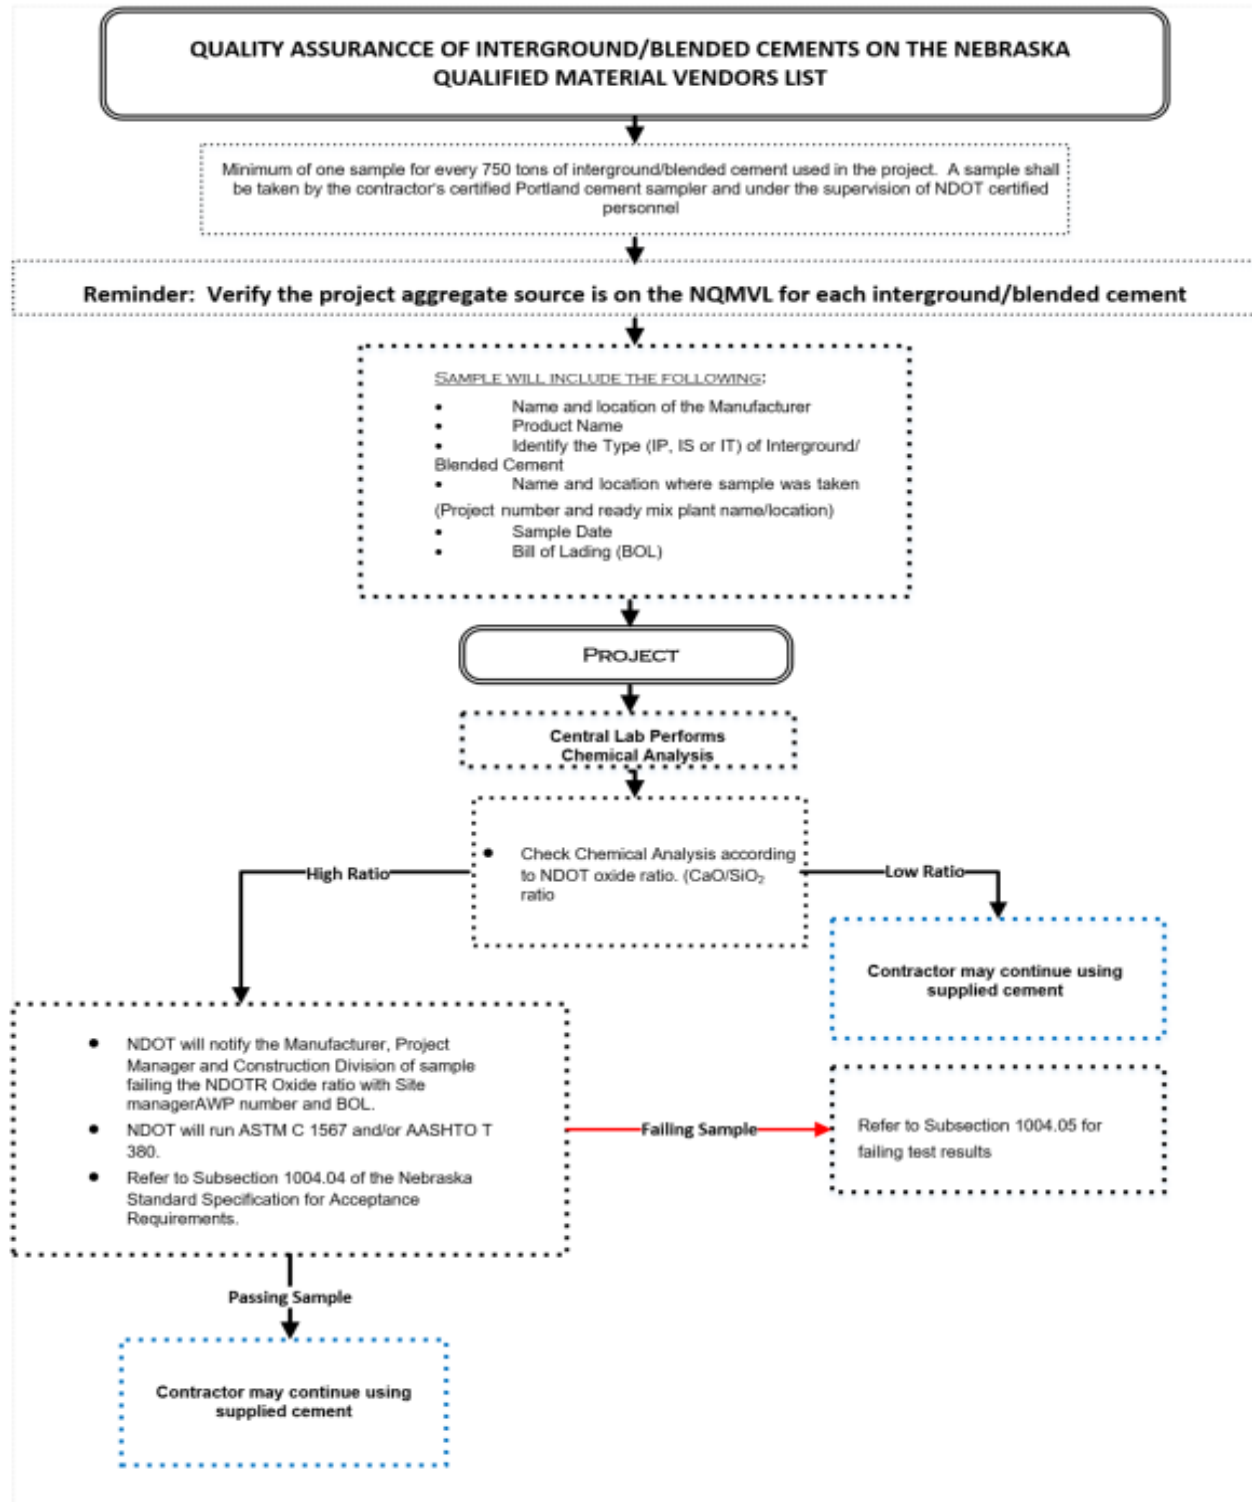 QUALITY ASSURANCCE OF INTERGROUND/BLENDED CEMENTS ON THE NEBRASKA
QUALIFIED MATERIAL VENDORS LIST
Minimum of one sample for every 750 tons of interground/blended cement used in the project. A sample shall
be taken by the contractor's certified Portland cement sampler and under the supervision of NDOT certified
personnel
Reminder: Verify the project aggregate source is on the NQMVL for each interground/blended cement
SAMPLE WILL INCLUDE THE FOLLOWING:
• Name and location of the Manufacturer
• Product Name
• Identify the Type (IP, IS or IT) of Interground/
Blended Cement
• Name and location where sample was taken
(Project number and ready mix plant name/location)
• Sample Date
• Bill of Lading (BOL)
PROJECT
Central Lab Performs
Chemical Analysis
• Check Chemical Analysis according
to NDOT oxide ratio. (CaO/SiO₂
ratio
High Ratio
Low Ratio
Contractor may continue using
supplied cement
• NDOT will notify the Manufacturer, Project
Manager and Construction Division of sample
failing the NDOTR Oxide ratio with Site
managerAWP number and BOL.
• NDOT will run ASTM C 1567 and/or AASHTO T
380.
• Refer to Subsection 1004.04 of the Nebraska
Standard Specification for Acceptance
Requirements.
Failing Sample
Refer to Subsection 1004.05 for
failing test results
Passing Sample
Contractor may continue using
supplied cement